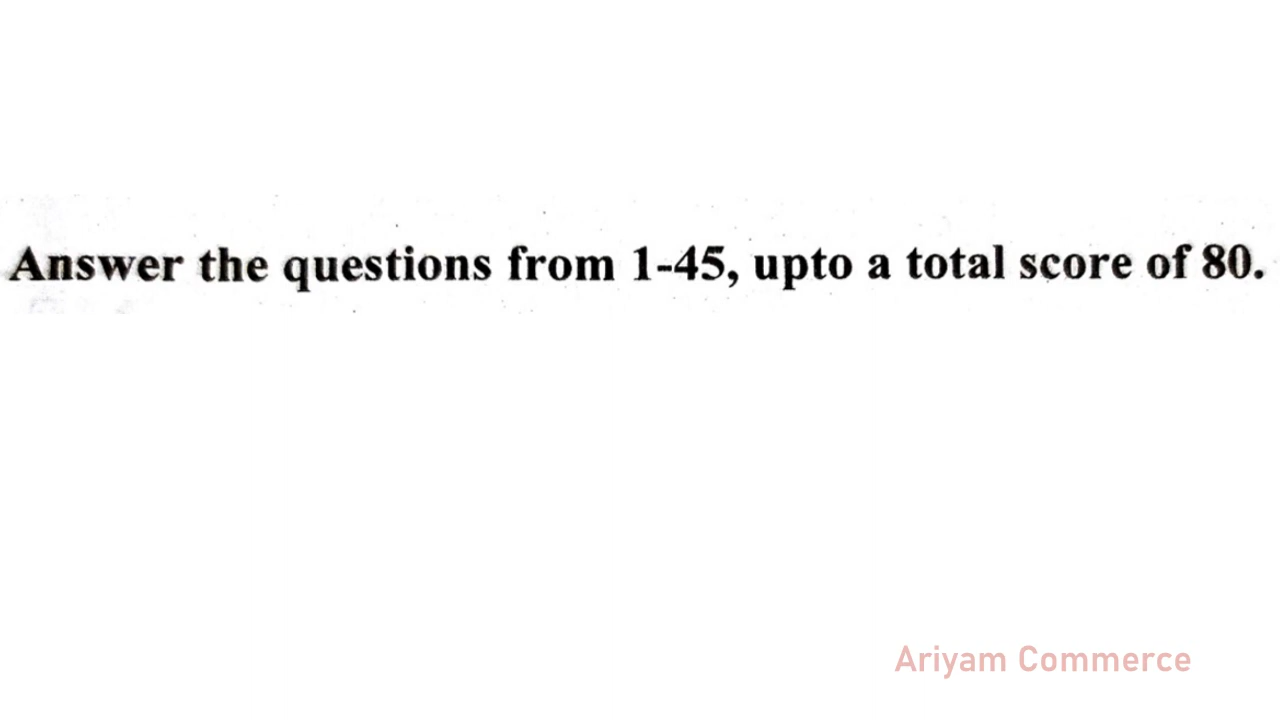 Answer the questions from 1-45, upto a total score of 80.
Ariyam Commerce